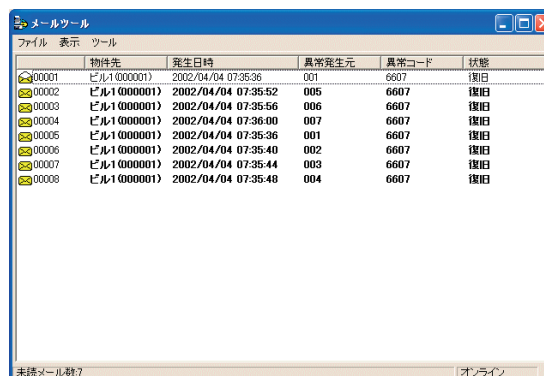 メールツール
ファイル 表示 ツール
物件先 発生日時 異常発生元 異常コード 状態
00001 ビル1(000001) 2002/04/04 07:35:36 001 6607 復旧
00002 ビル1(000001) 2002/04/04 07:35:52 005 6607 復旧
00003 ビル1(000001) 2002/04/04 07:35:56 006 6607 復旧
00004 ビル1(000001) 2002/04/04 07:36:00 007 6607 復旧
00005 ビル1(000001) 2002/04/04 07:35:36 001 6607 復旧
00006 ビル1(000001) 2002/04/04 07:35:40 002 6607 復旧
00007 ビル1(000001) 2002/04/04 07:35:44 003 6607 復旧
00008 ビル1(000001) 2002/04/04 07:35:48 004 6607 復旧
未読メール数:7 オンライン